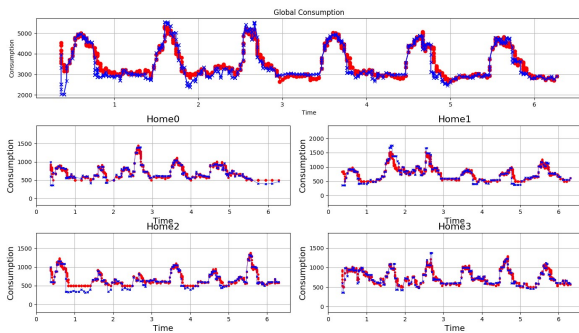 Global Consumption
Consumption
5000
4000
3000
2000
1 2 3 4 5 6
Time
Home0
Consumption
1500
1000
500
0
0 1 2 3 4 5 6
Time
Home1
Consumption
2000
1500
1000
500
0
0 1 2 3 4 5 6
Time
Home2
Consumption
1500
1000
500
0
0 1 2 3 4 5 6
Time
Home3
Consumption
1500
1000
500
0
0 1 2 3 4 5 6
Time